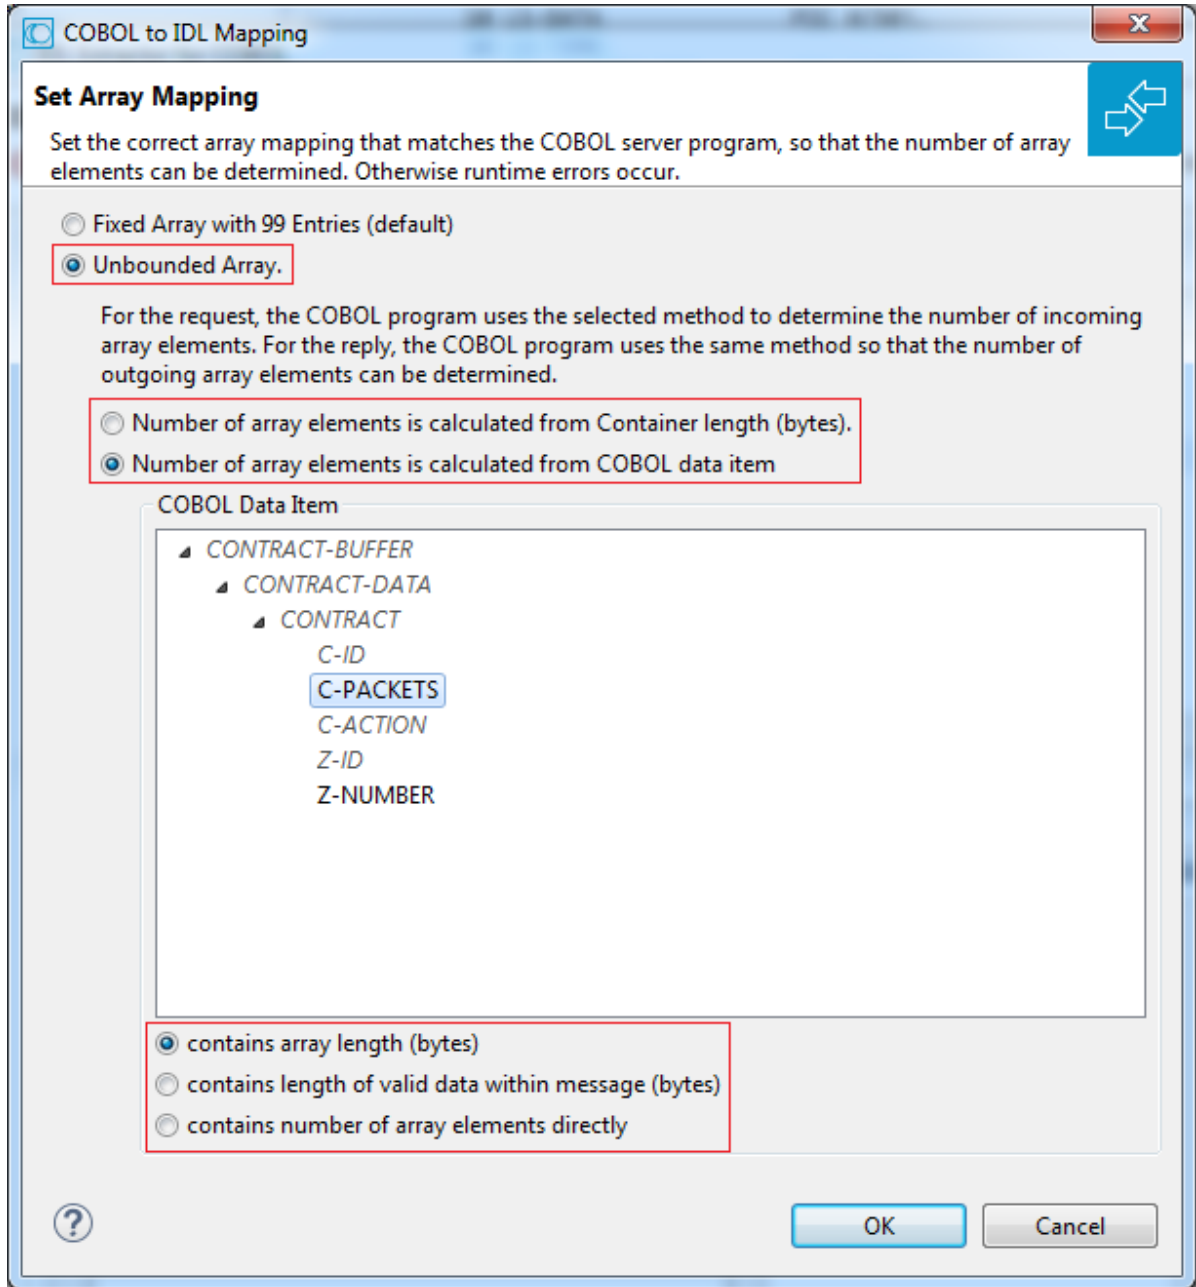 COBOL to IDL Mapping
Set Array Mapping
Set the correct array mapping that matches the COBOL server program, so that the number of array
elements can be determined. Otherwise runtime errors occur.
Fixed Array with 99 Entries (default)
Unbounded Array.
For the request, the COBOL program uses the selected method to determine the number of incoming
array elements. For the reply, the COBOL program uses the same method so that the number of
outgoing array elements can be determined.
Number of array elements is calculated from Container length (bytes).
Number of array elements is calculated from COBOL data item
COBOL Data Item
CONTRACT-BUFFER
CONTRACT-DATA
CONTRACT
C-ID
C-PACKETS
C-ACTION
Z-ID
Z-NUMBER
contains array length (bytes)
contains length of valid data within message (bytes)
contains number of array elements directly
?
OK Cancel